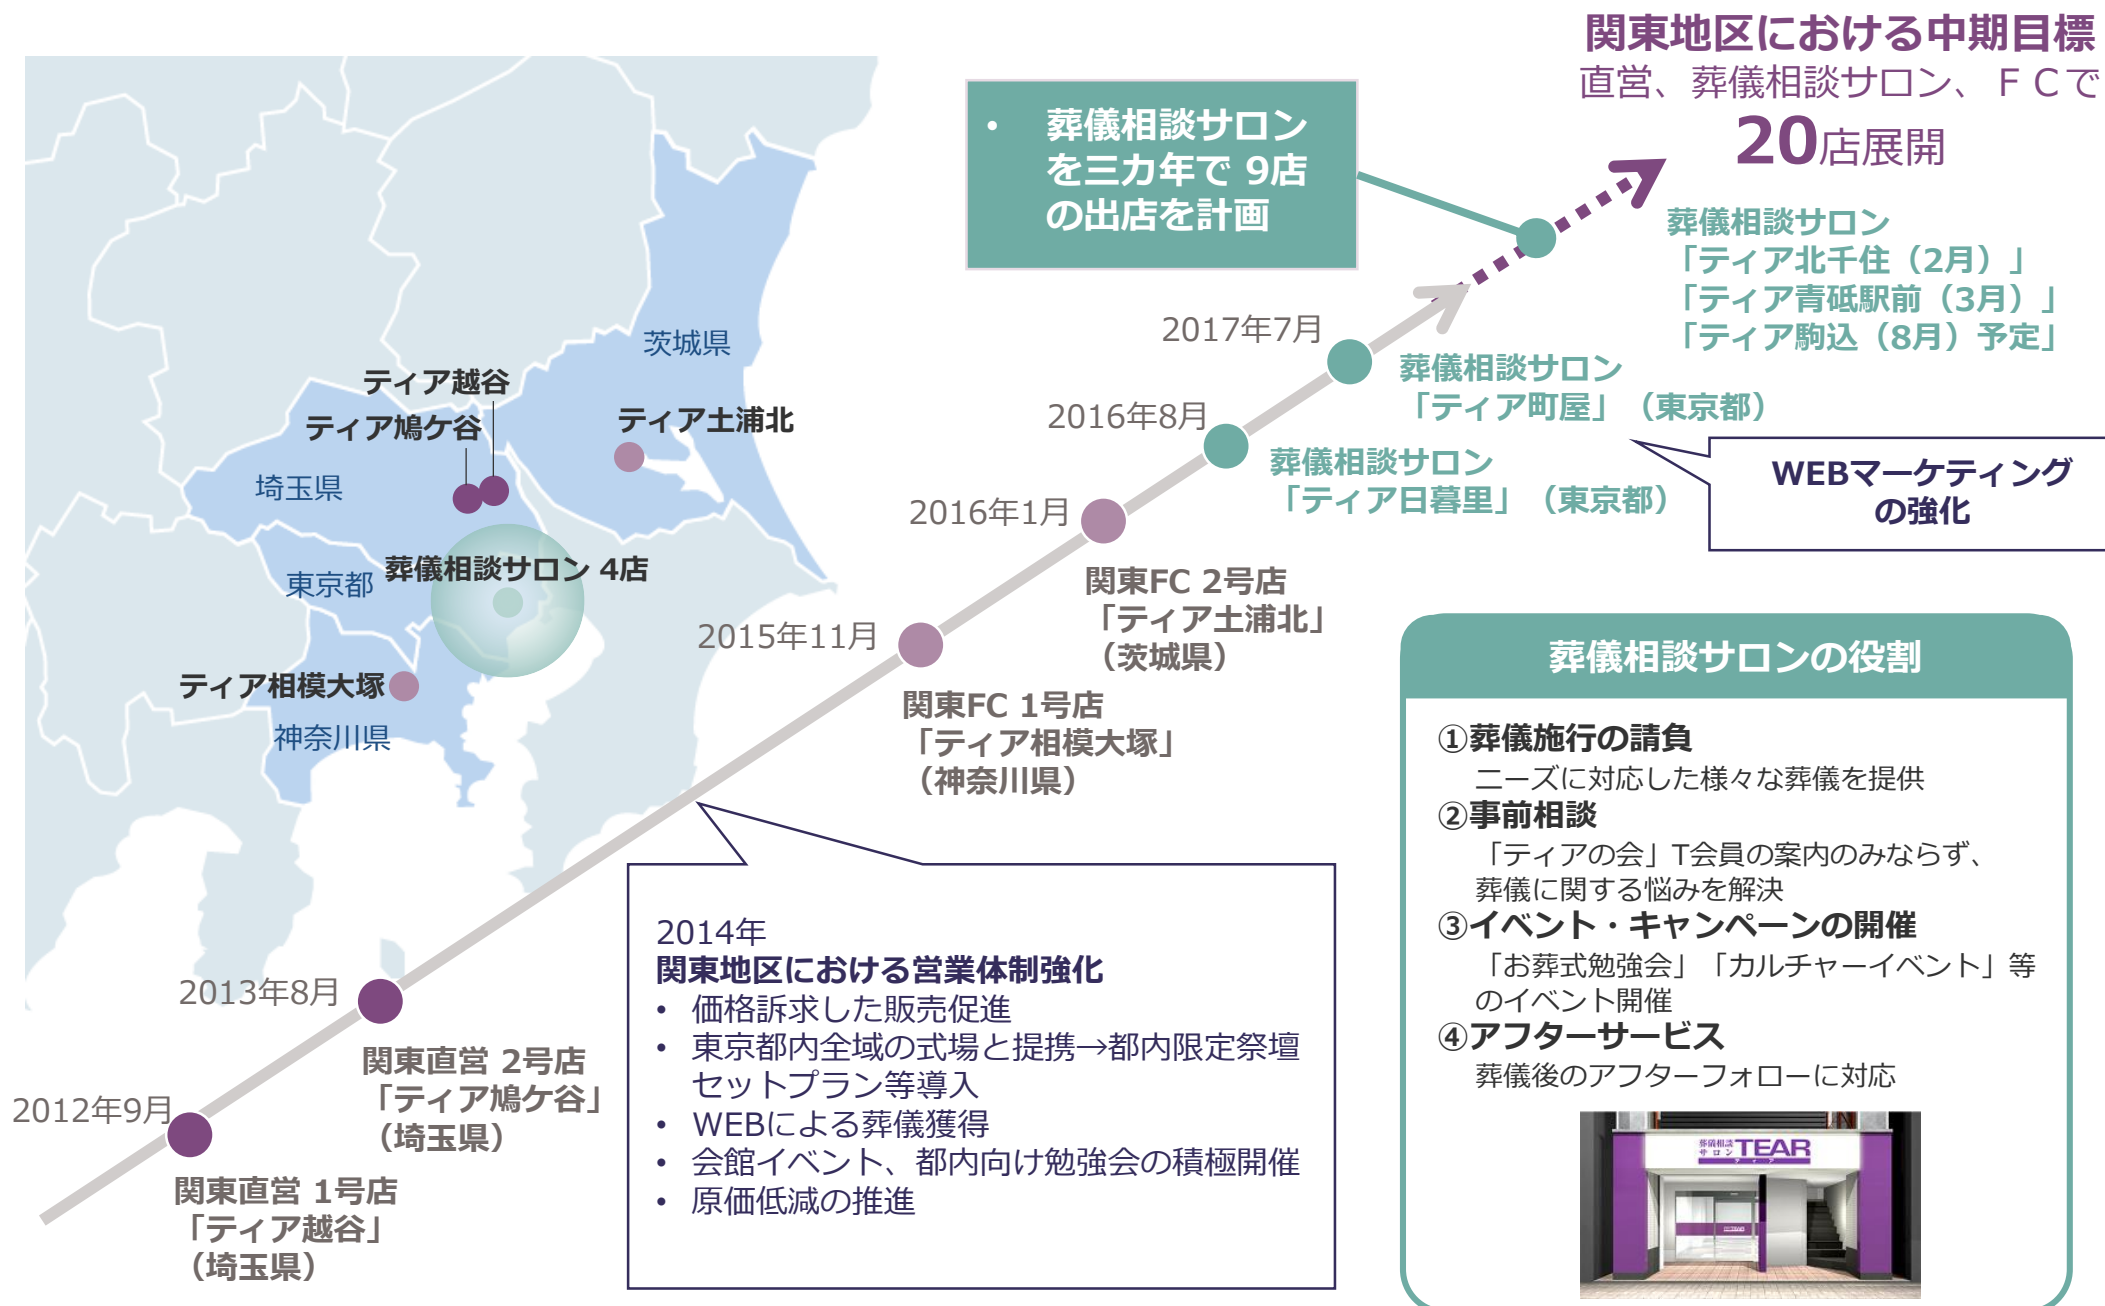 関東地区における中期目標
直営、葬儀相談サロン、ＦＣで
20店展開
• 葬儀相談サロン
を三カ年で 9店
の出店を計画
葬儀相談サロン
「ティア北千住（2月）」
「ティア青砥駅前（3月）」
「ティア駒込（8月）予定」
2017年7月
葬儀相談サロン
「ティア町屋」（東京都）
2016年8月
葬儀相談サロン
「ティア日暮里」（東京都）
WEBマーケティング
の強化
2016年1月
関東FC 2号店
「ティア土浦北」
（茨城県）
2015年11月
関東FC 1号店
「ティア相模大塚」
（神奈川県）
茨城県
ティア越谷
ティア鳩ケ谷
ティア土浦北
埼玉県
葬儀相談サロン 4店
東京都
ティア相模大塚
神奈川県
2014年
関東地区における営業体制強化
• 価格訴求した販売促進
• 東京都内全域の式場と提携→都内限定祭壇
セットプラン等導入
• WEBによる葬儀獲得
• 会館イベント、都内向け勉強会の積極開催
• 原価低減の推進
2013年8月
関東直営 2号店
「ティア鳩ケ谷」
（埼玉県）
2012年9月
関東直営 1号店
「ティア越谷」
（埼玉県）
葬儀相談サロンの役割
①葬儀施行の請負
ニーズに対応した様々な葬儀を提供
②事前相談
「ティアの会」T会員の案内のみならず、
葬儀に関する悩みを解決
③イベント・キャンペーンの開催
「お葬式勉強会」「カルチャーイベント」等
のイベント開催
④アフターサービス
葬儀後のアフターフォローに対応
葬儀相談
サロン TEAR
ティア